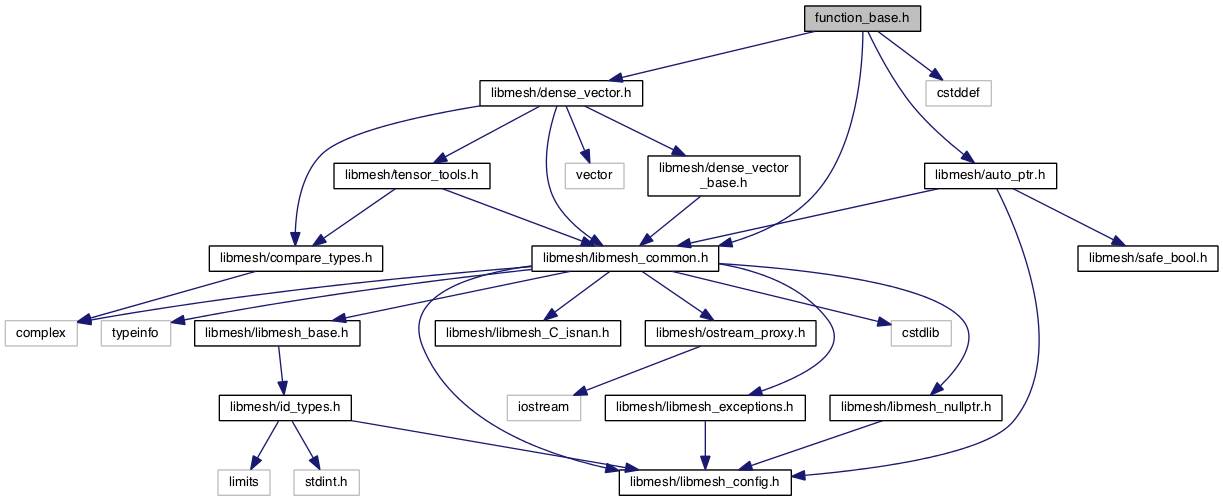 function_base.h
libmesh/dense_vector.h
cstddef
libmesh/tensor_tools.h
vector
libmesh/dense_vector
_base.h
libmesh/auto_ptr.h
libmesh/compare_types.h
libmesh/libmesh_common.h
libmesh/safe_bool.h
complex
typeinfo
libmesh/libmesh_base.h
libmesh/libmesh_C_isnan.h
libmesh/ostream_proxy.h
cstdlib
libmesh/id_types.h
iostream
libmesh/libmesh_exceptions.h
libmesh/libmesh_nullptr.h
limits
stdint.h
libmesh/libmesh_config.h